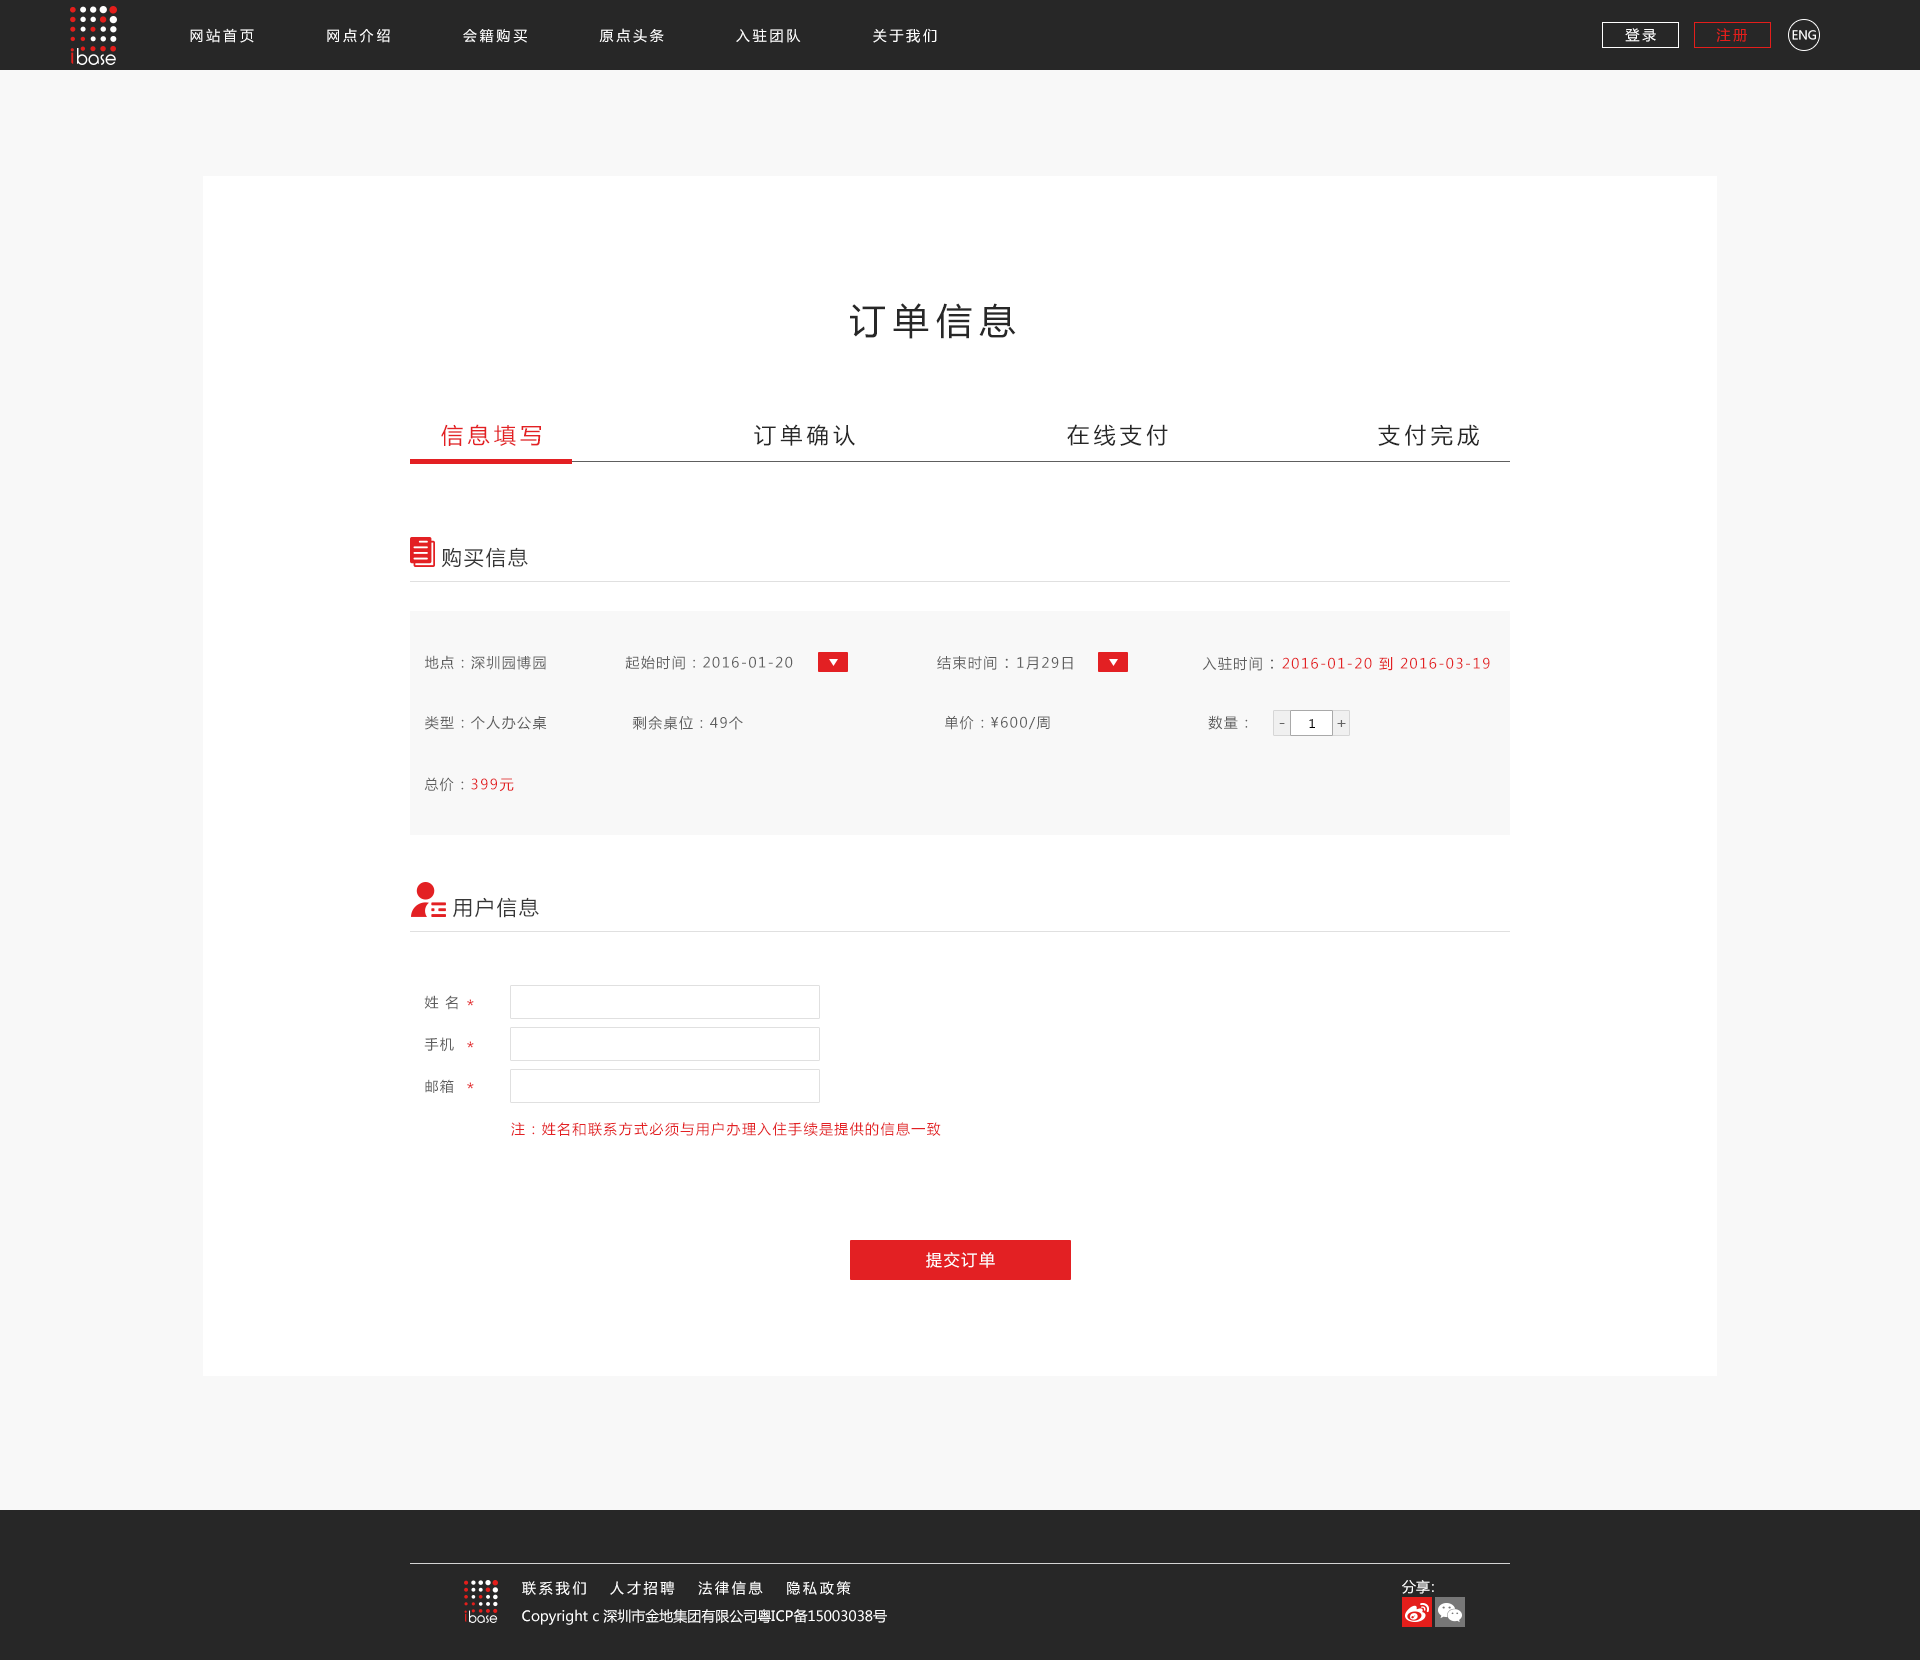 ibase 网站首页 网点介绍 会籍购买 原点头条 入驻团队 关于我们 登录 注册 ENG
订单信息
信息填写 订单确认 在线支付 支付完成
购买信息
地点：深圳园博园 起始时间：2016-01-20 结束时间：1月29日 入驻时间：2016-01-20 到 2016-03-19
类型：个人办公桌 剩余桌位：49个 单价：¥600/周 数量： - 1 +
总价：399元
用户信息
姓 名 *
手机 *
邮箱 *
注：姓名和联系方式必须与用户办理入住手续是提供的信息一致
提交订单
ibase 联系我们 人才招聘 法律信息 隐私政策 分享:
Copyright c 深圳市金地集团有限公司粤ICP备15003038号